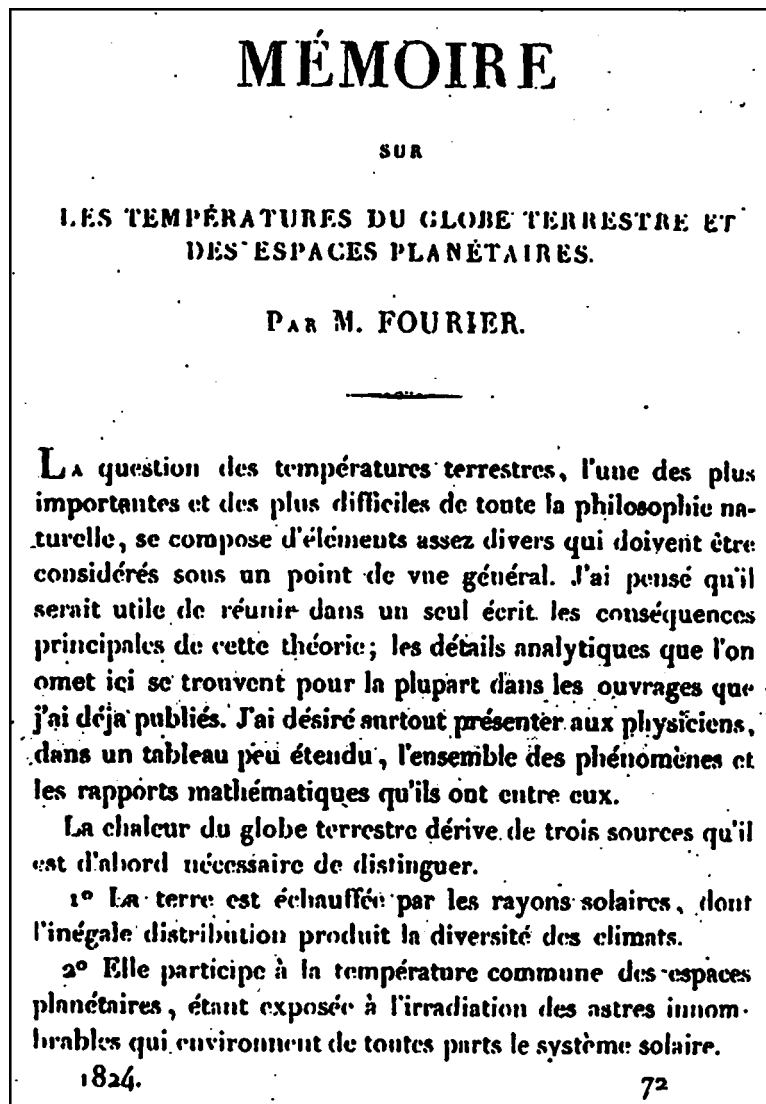 MÉMOIRE
SUR
LES TEMPÉRATURES DU GLOBE TERRESTRE ET
DES ESPACES PLANÉTAIRES.
PAR M. FOURIER.
LA question des températures terrestres, l'une des plus
importantes et des plus difficiles de toute la philosophie na-
turelle, se compose d'éléments assez divers qui doivent être
considérés sous un point de vue général. J'ai pensé qu'il
serait utile de réunir dans un seul écrit les conséquences
principales de cette théorie; les détails analytiques que l'on
omet ici se trouvent pour la plupart dans les ouvrages que
j'ai déja publiés. J'ai désiré surtout présenter aux physiciens,
dans un tableau peu étendu, l'ensemble des phénomènes et
les rapports mathématiques qu'ils ont entre eux.
La chaleur du globe terrestre dérive de trois sources qu'il
est d'abord nécessaire de distinguer.
1° La terre est échauffée par les rayons solaires, dont
l'inégale distribution produit la diversité des climats.
2° Elle participe à la température commune des espaces
planétaires, étant exposée à l'irradiation des astres innom-
brables qui environnent de toutes parts le système solaire.
1824. 72